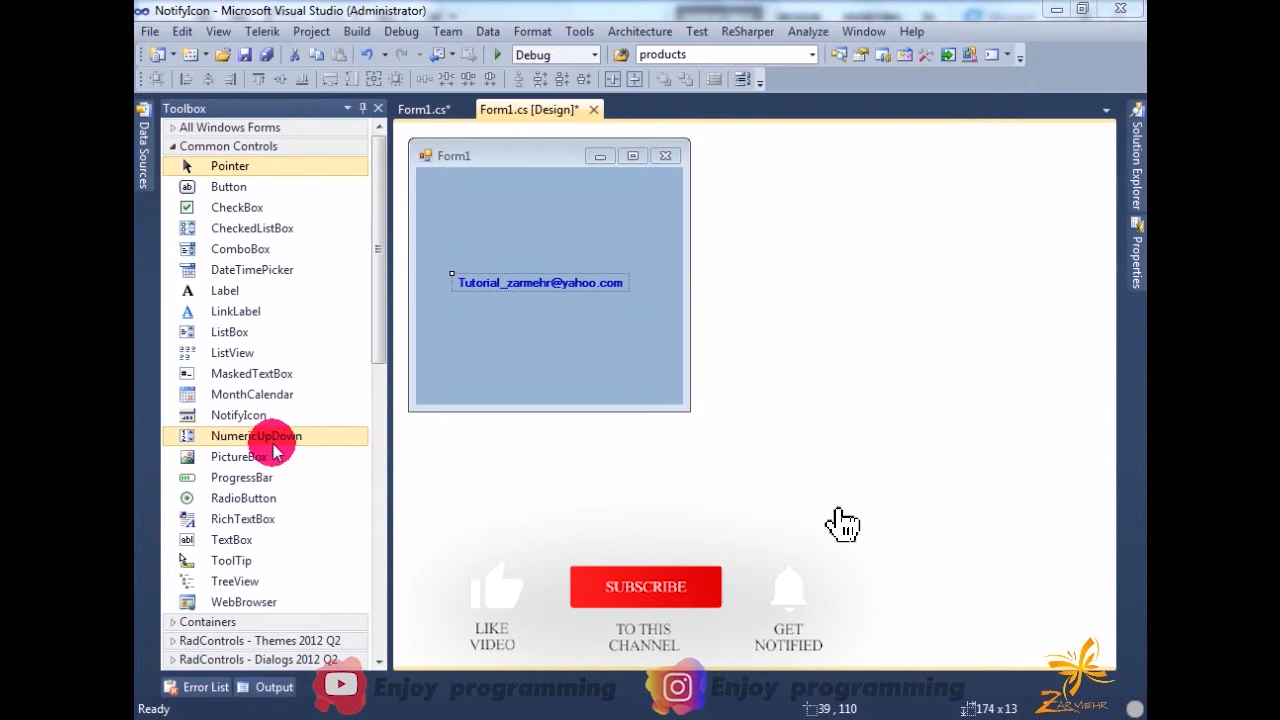 NotifyIcon - Microsoft Visual Studio (Administrator)
File Edit View Telerik Project Build Debug Team Data Format Tools Architecture Test ReSharper Analyze Window Help
Debug products
Toolbox
Form1.cs* Form1.cs [Design]*
Data Sources
Solution Explorer
Properties
All Windows Forms
Common Controls
Pointer
Button
CheckBox
CheckedListBox
ComboBox
DateTimePicker
Label
LinkLabel
ListBox
ListView
MaskedTextBox
MonthCalendar
NotifyIcon
NumericUpDown
PictureBox
ProgressBar
RadioButton
RichTextBox
TextBox
ToolTip
TreeView
WebBrowser
Containers
RadControls - Themes 2012 Q2
RadControls - Dialogs 2012 Q2
Form1
Tutorial_zarmehr@yahoo.com
SUBSCRIBE
LIKE
VIDEO
TO THIS
CHANNEL
GET
NOTIFIED
Error List Output
Enjoy programming
Enjoy programming
ZARMEHR
Ready
39 , 110
174 x 13